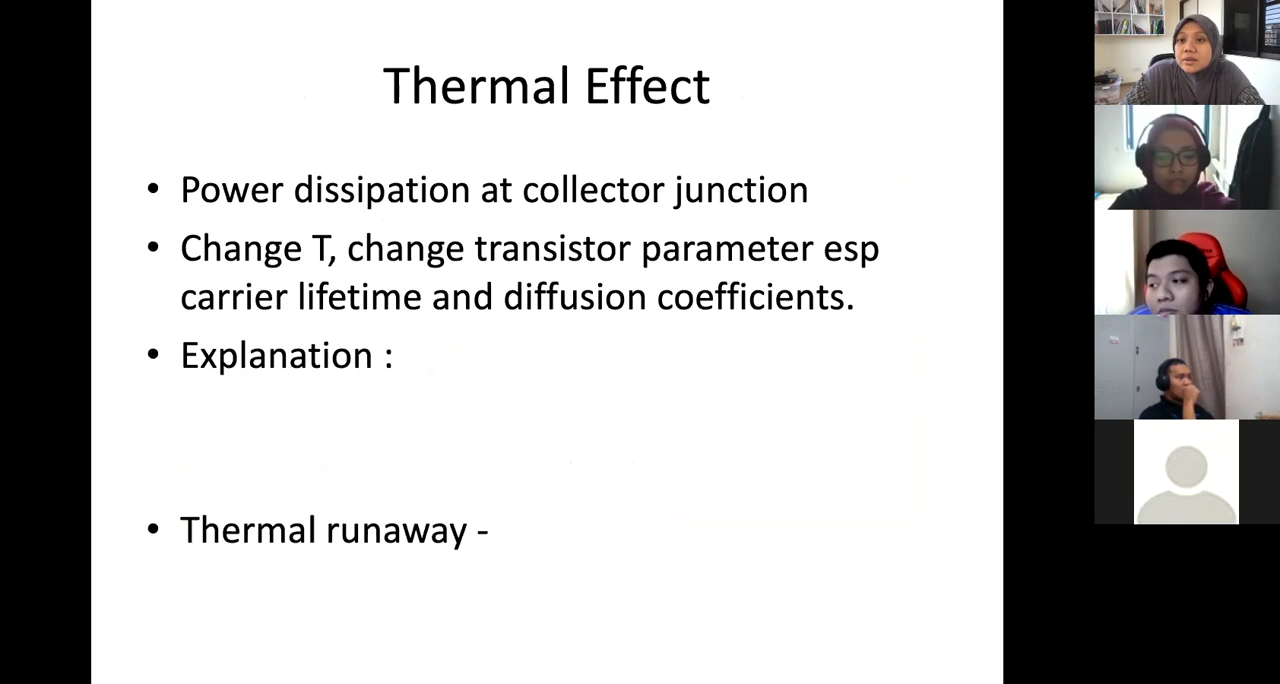 Thermal Effect
• Power dissipation at collector junction
• Change T, change transistor parameter esp
carrier lifetime and diffusion coefficients.
• Explanation :
• Thermal runaway -